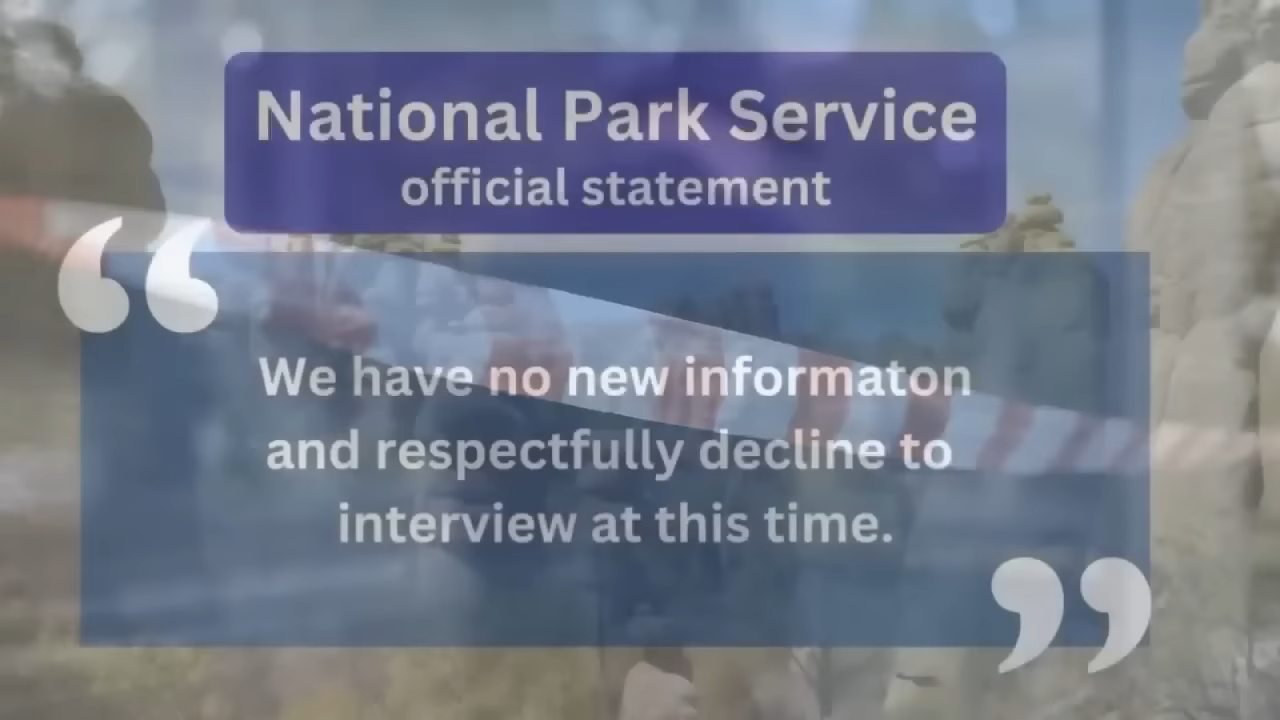 National Park Service
official statement
We have no new informaton
and respectfully decline to
interview at this time.